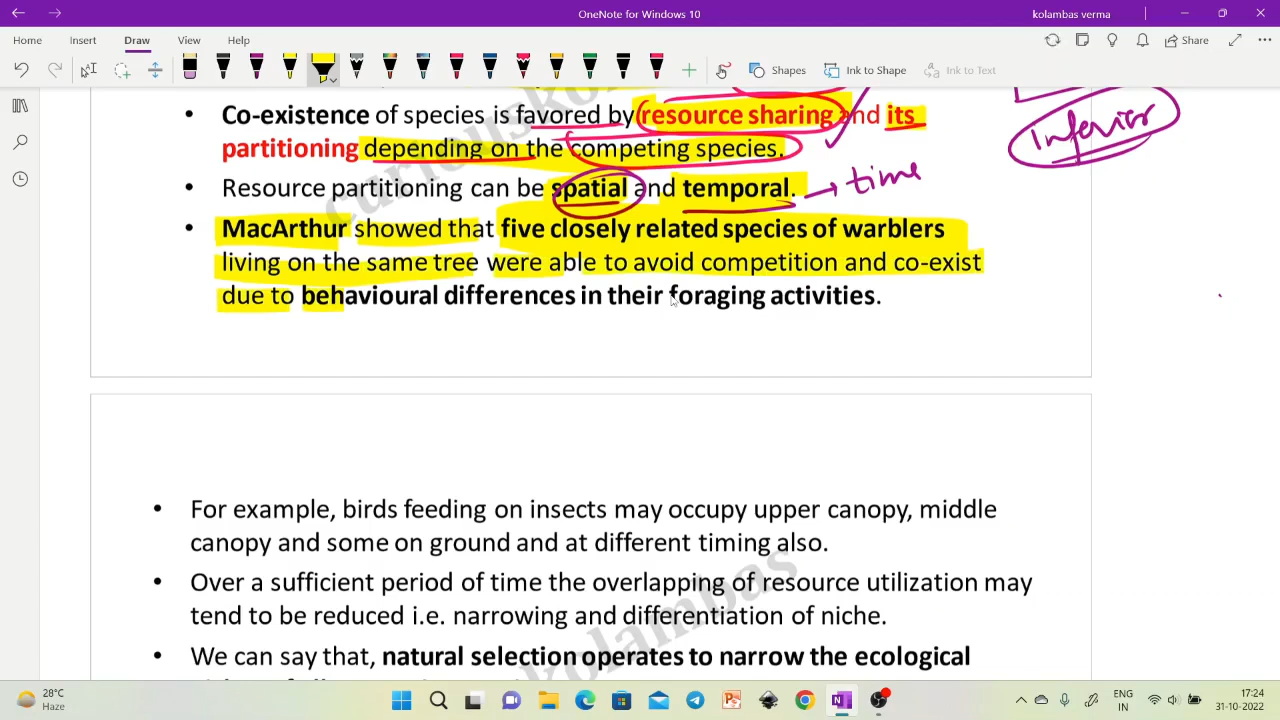 OneNote for Windows 10
kolambas verma
Home Insert Draw View Help
Share
Shapes Ink to Shape Ink to Text
Co-existence of species is favored by resource sharing and its
partitioning depending on the competing species.
Inferior
Resource partitioning can be spatial and temporal. → time
MacArthur showed that five closely related species of warblers
living on the same tree were able to avoid competition and co-exist
due to behavioural differences in their foraging activities.
• For example, birds feeding on insects may occupy upper canopy, middle
canopy and some on ground and at different timing also.
• Over a sufficient period of time the overlapping of resource utilization may
tend to be reduced i.e. narrowing and differentiation of niche.
• We can say that, natural selection operates to narrow the ecological
28°C
Haze
ENG
IN
17:24
31-10-2022